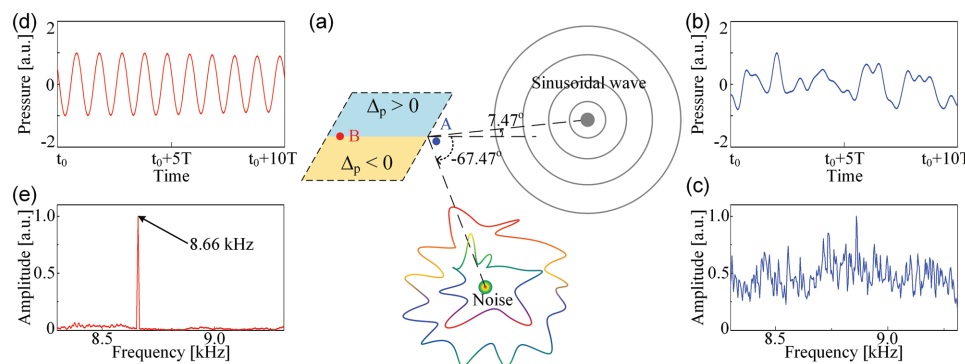 (d)
2
0
-2
Pressure [a.u.]
t₀
t₀+5T
t₀+10T
Time
(a)
Δₚ > 0
B
Δₚ < 0
A
7.47°
-67.47°
Sinusoidal wave
Noise
(b)
2
0
-2
Pressure [a.u.]
t₀
t₀+5T
t₀+10T
Time
(e)
1.0
0.5
0
Amplitude [a.u.]
8.66 kHz
8.5
9.0
Frequency [kHz]
(c)
1.0
0.5
0
Amplitude [a.u.]
8.5
9.0
Frequency [kHz]